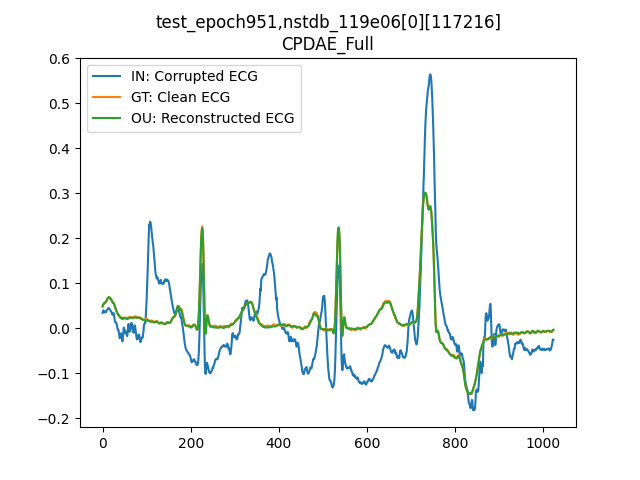 test_epoch951,nstdb_119e06[0][117216]
CPDAE_Full
IN: Corrupted ECG
GT: Clean ECG
OU: Reconstructed ECG
0.6
0.5
0.4
0.3
0.2
0.1
0.0
−0.1
−0.2
0 200 400 600 800 1000